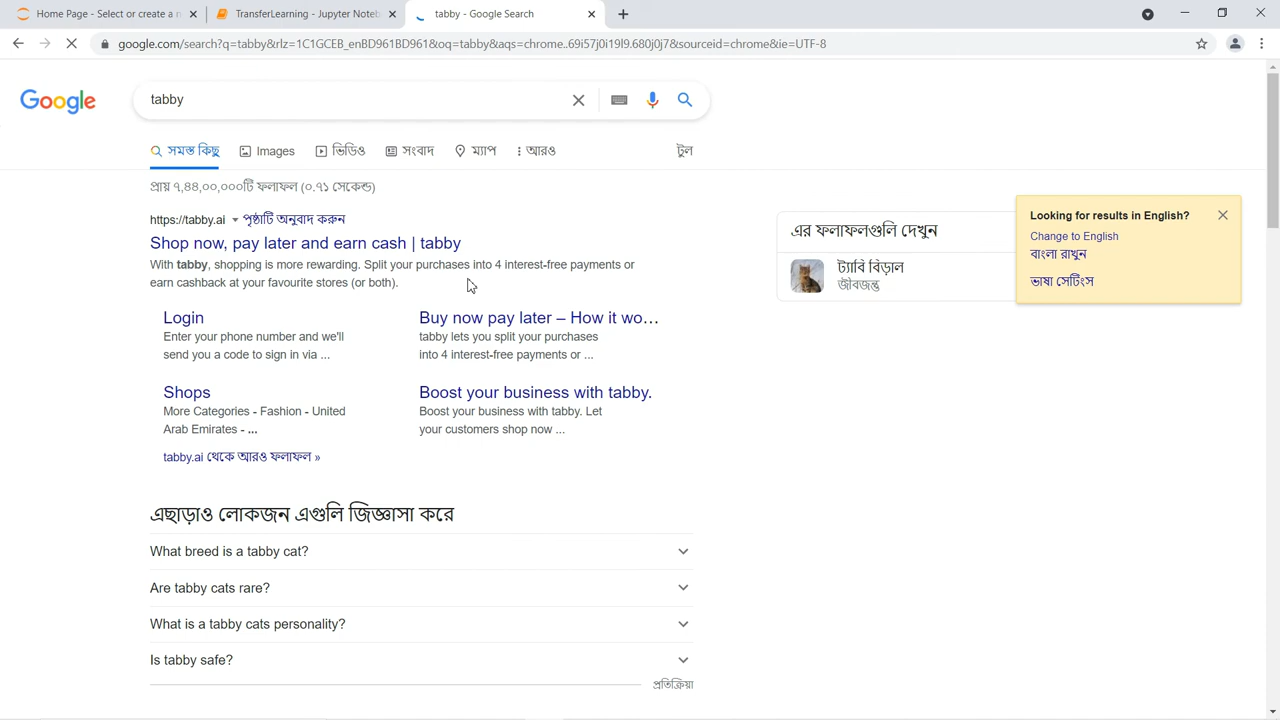 Home Page - Select or create a n
TransferLearning - Jupyter Noteb
tabby - Google Search
google.com/search?q=tabby&rlz=1C1GCEB_enBD961BD961&oq=tabby&aqs=chrome..69i57j0i19l9.680j0j7&sourceid=chrome&ie=UTF-8
Google
tabby
সমস্ত কিছু Images ভিডিও সংবাদ ম্যাপ আরও টুল
প্রায় ৭,৪৪,০০,০০০টি ফলাফল (০.৭১ সেকেন্ড)
https://tabby.ai পৃষ্ঠাটি অনুবাদ করুন
Shop now, pay later and earn cash | tabby
With tabby, shopping is more rewarding. Split your purchases into 4 interest-free payments or
earn cashback at your favourite stores (or both).
Login
Enter your phone number and we'll
send you a code to sign in via ...
Buy now pay later – How it wo...
tabby lets you split your purchases
into 4 interest-free payments or ...
Shops
More Categories - Fashion - United
Arab Emirates - ...
Boost your business with tabby.
Boost your business with tabby. Let
your customers shop now ...
tabby.ai থেকে আরও ফলাফল »
এছাড়াও লোকজন এগুলি জিজ্ঞাসা করে
What breed is a tabby cat?
Are tabby cats rare?
What is a tabby cats personality?
Is tabby safe?
প্রতিক্রিয়া
এর ফলাফলগুলি দেখুন
ট্যাবি বিড়াল
জীবজন্তু
Looking for results in English?
Change to English
বাংলা রাখুন
ভাষা সেটিংস